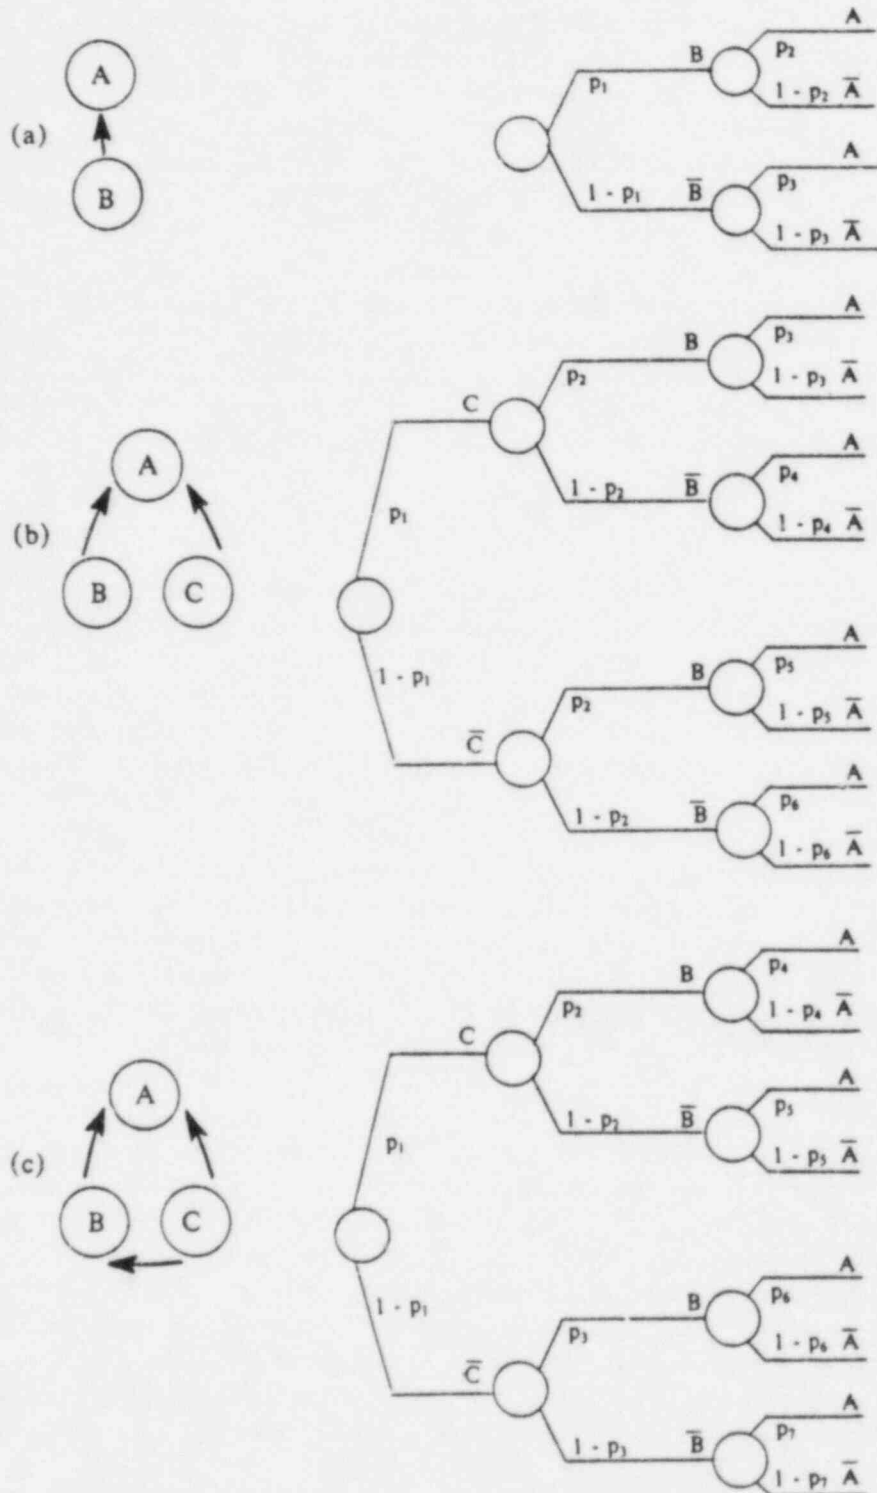 (a)
A
B
B
p₁
A
p₂
1 - p₂ A̅
1 - p₁ B̅
A
p₃
1 - p₃ A̅
(b)
A
B C
C
p₁
p₂
B
A
p₃
1 - p₃ A̅
1 - p₂ B̅
A
p₄
1 - p₄ A̅
1 - p₁
C̅
p₂
B
A
p₅
1 - p₅ A̅
1 - p₂ B̅
A
p₆
1 - p₆ A̅
(c)
A
B C
C
p₁
p₂
B
A
p₄
1 - p₄ A̅
1 - p₂ B̅
A
p₅
1 - p₅ A̅
1 - p₁
C̅
p₃
B
A
p₆
1 - p₆ A̅
1 - p₃ B̅
A
p₇
1 - p₇ A̅